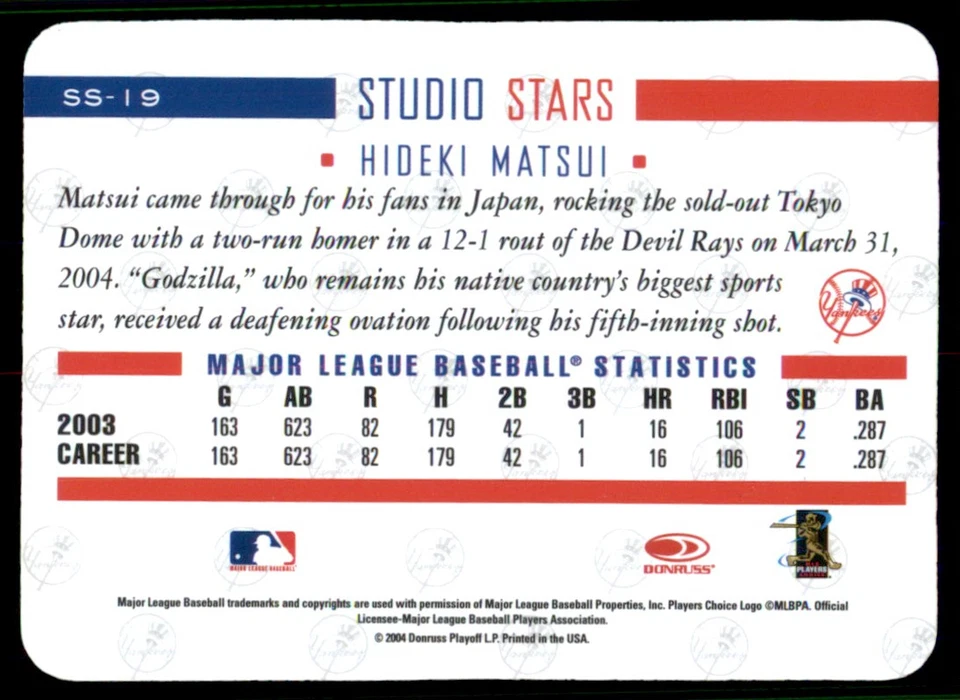 SS-19
STUDIO STARS
HIDEKI MATSUI
Matsui came through for his fans in Japan, rocking the sold-out Tokyo
Dome with a two-run homer in a 12-1 rout of the Devil Rays on March 31,
2004. “Godzilla,” who remains his native country’s biggest sports
star, received a deafening ovation following his fifth-inning shot.
Yankees
MAJOR LEAGUE BASEBALL® STATISTICS
G AB R H 2B 3B HR RBI SB BA
2003 163 623 82 179 42 1 16 106 2 .287
CAREER 163 623 82 179 42 1 16 106 2 .287
MAJOR LEAGUE BASEBALL
DONRUSS
PLAYERS
Major League Baseball trademarks and copyrights are used with permission of Major League Baseball Properties, Inc. Players Choice Logo ©MLBPA. Official
Licensee-Major League Baseball Players Association.
© 2004 Donruss Playoff L.P. Printed in the USA.